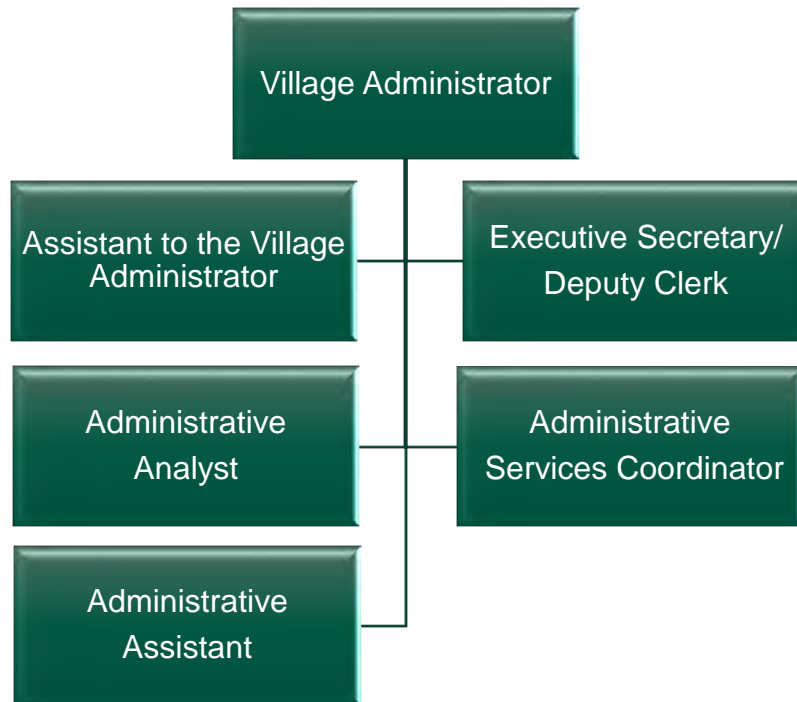 Village Administrator
Assistant to the Village
Administrator
Executive Secretary/
Deputy Clerk
Administrative
Analyst
Administrative
Services Coordinator
Administrative
Assistant